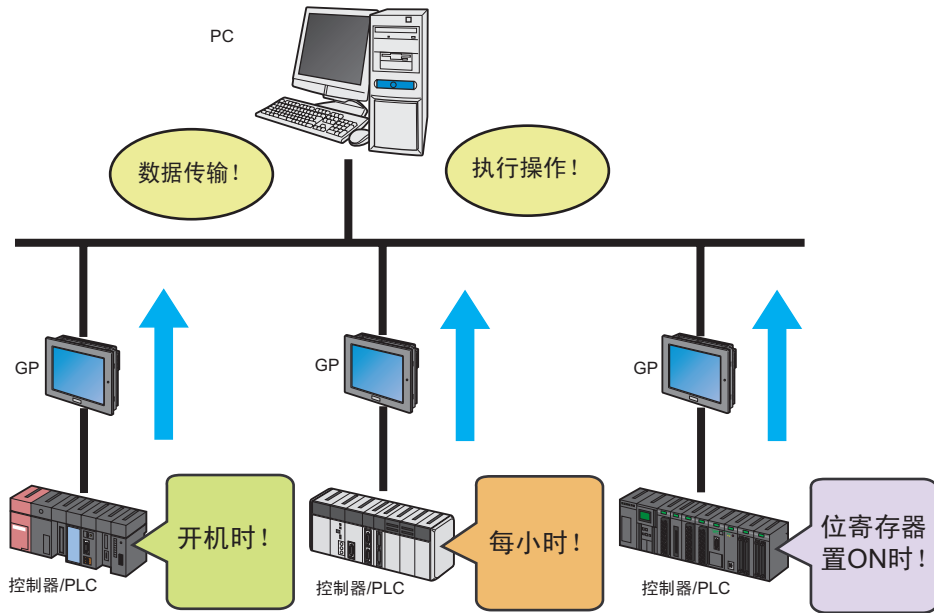 PC
数据传输！
执行操作！
GP
GP
GP
开机时！
每小时！
位寄存器
置ON时！
控制器/PLC
控制器/PLC
控制器/PLC